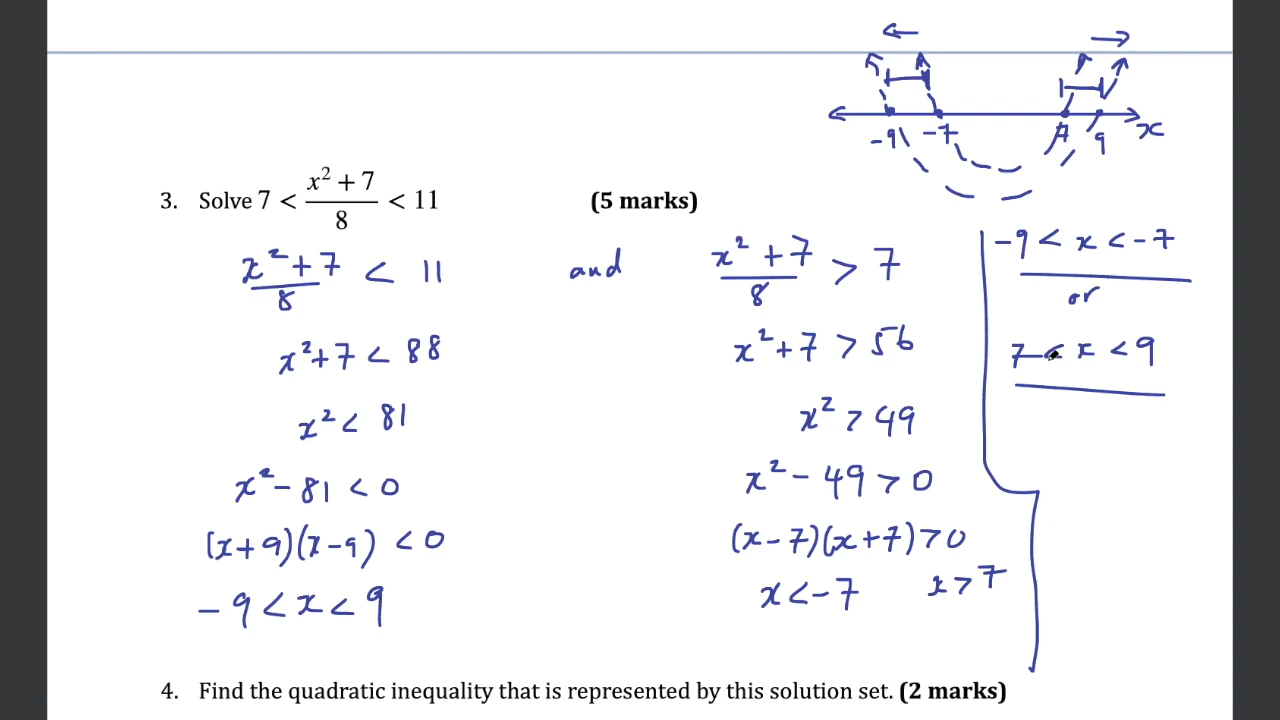 -9 -7 7 9 x
3. Solve 7 < (x² + 7)/8 < 11 (5 marks)
(x² + 7)/8 < 11
x² + 7 < 88
x² < 81
x² - 81 < 0
(x + 9)(x - 9) < 0
-9 < x < 9
and
(x² + 7)/8 > 7
x² + 7 > 56
x² > 49
x² - 49 > 0
(x - 7)(x + 7) > 0
x < -7 x > 7
-9 < x < -7
or
7 < x < 9
4. Find the quadratic inequality that is represented by this solution set. (2 marks)